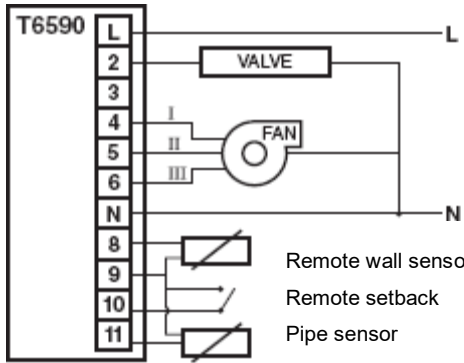 T6590
L
L
2
VALVE
3
4
I
FAN
5
II
6
III
N
N
8
9
Remote wall senso
10
Remote setback
11
Pipe sensor